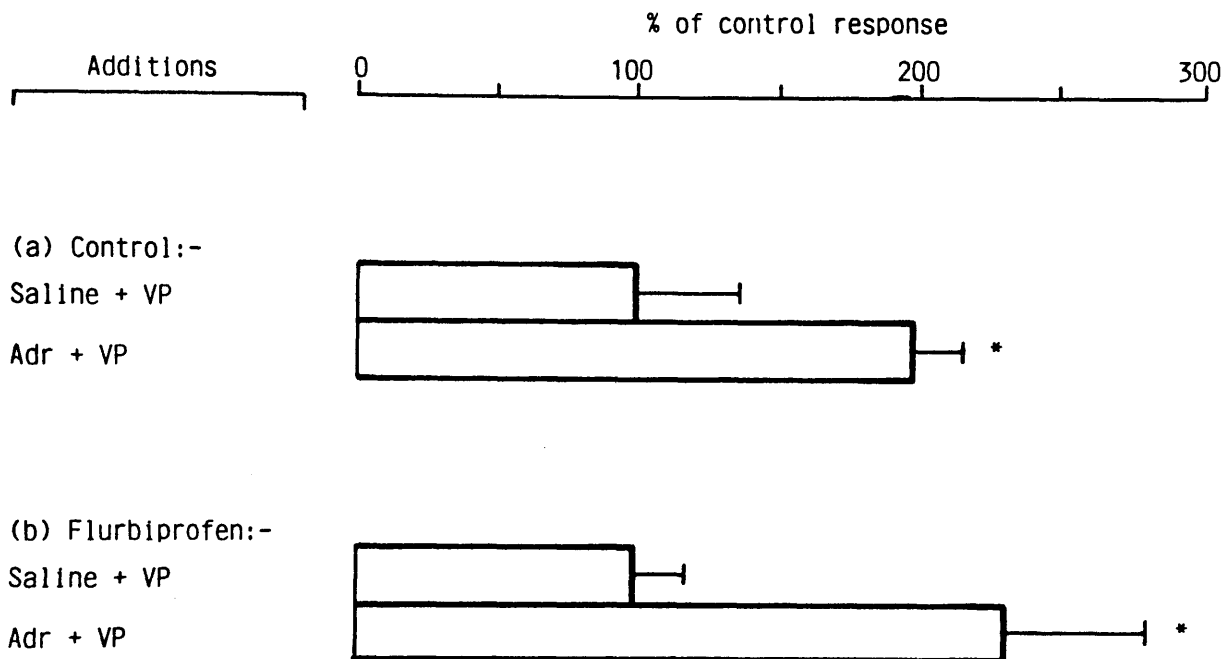 % of control response
Additions
0 100 200 300
(a) Control:-
Saline + VP
Adr + VP *
(b) Flurbiprofen:-
Saline + VP
Adr + VP *